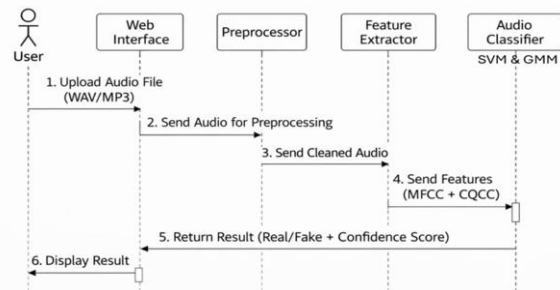 User
Web
Interface
Preprocessor
Feature
Extractor
Audio
Classifier
SVM & GMM
1. Upload Audio File
(WAV/MP3)
2. Send Audio for Preprocessing
3. Send Cleaned Audio
4. Send Features
(MFCC + CQCC)
5. Return Result (Real/Fake + Confidence Score)
6. Display Result